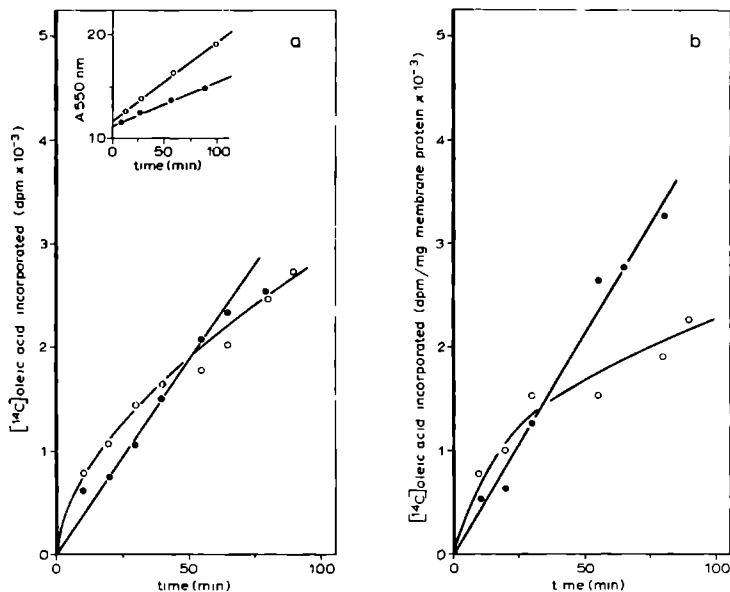 a
A 550 nm
20
10
0
50
100
time (min)
[14C]oleic acid incorporated (dpm x 10-3)
5
4
3
2
1
0
0
50
100
time (min)
b
[14C]oleic acid incorporated (dpm/mg membrane protein x 10-3)
5
4
3
2
1
0
0
50
100
t me (min)